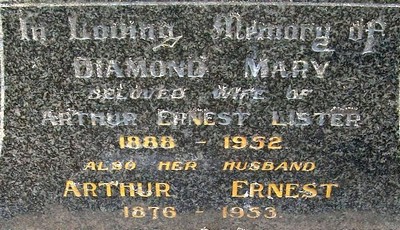 In Loving Memory of
DIAMOND MARY
BELOVED WIFE OF
ARTHUR ERNEST LISTER
1888 - 1952
ALSO HER HUSBAND
ARTHUR ERNEST
1876 - 1953.